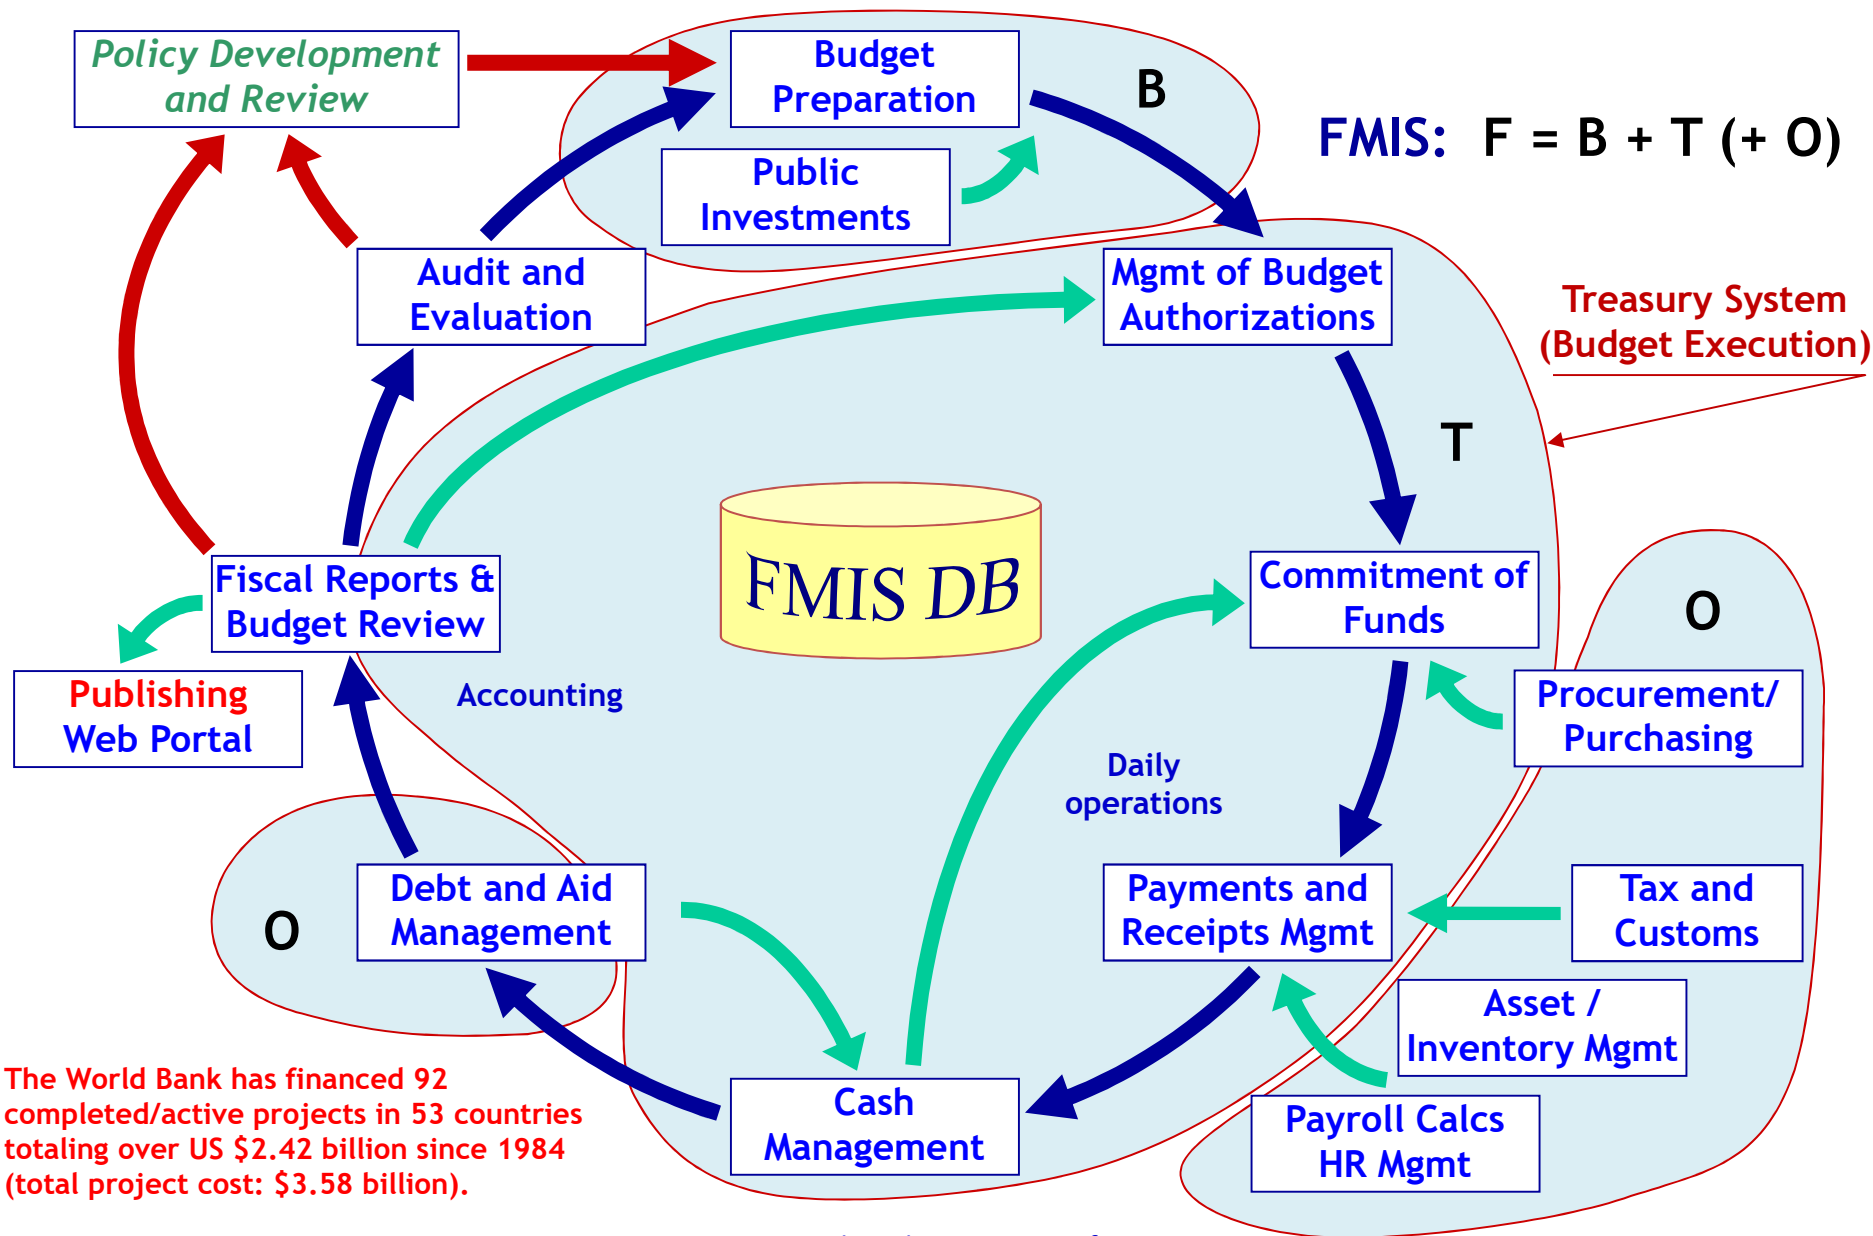 Policy Development
and Review
Budget
Preparation
B
FMIS: F = B + T (+ O)
Public
Investments
Audit and
Evaluation
Mgmt of Budget
Authorizations
Treasury System
(Budget Execution)
T
FMIS DB
Fiscal Reports &
Budget Review
Commitment of
Funds
O
Publishing
Web Portal
Accounting
Procurement/
Purchasing
Daily
operations
Debt and Aid
Management
O
Payments and
Receipts Mgmt
Tax and
Customs
Asset /
Inventory Mgmt
The World Bank has financed 92
completed/active projects in 53 countries
totaling over US $2.42 billion since 1984
(total project cost: $3.58 billion).
Cash
Management
Payroll Calcs
HR Mgmt